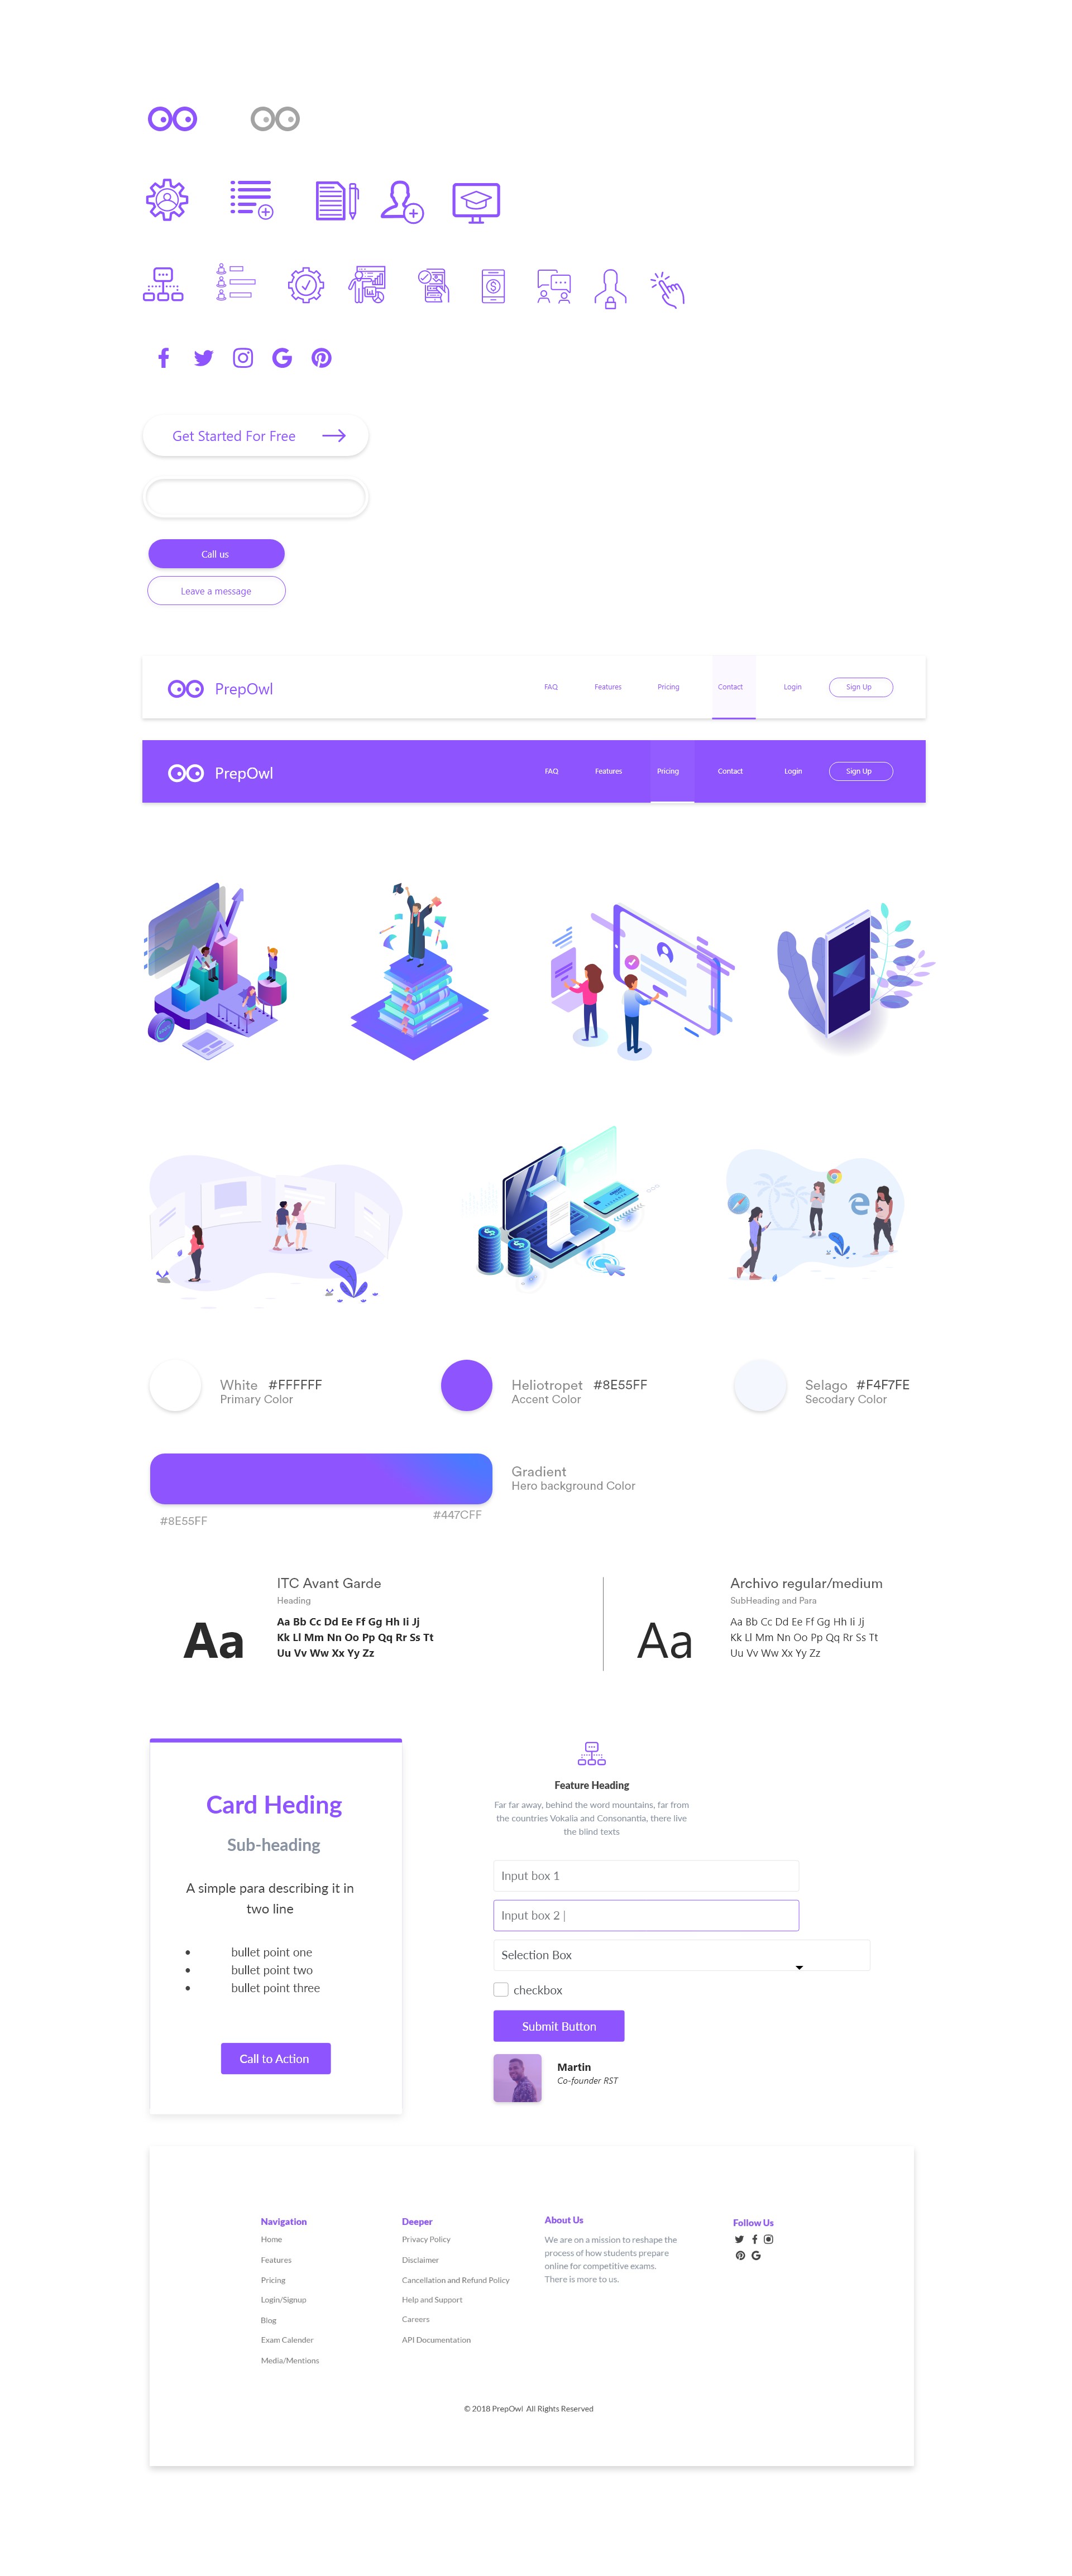 Get Started For Free
Call us
Leave a message
PrepOwl FAQ Features Pricing Contact Login Sign Up
PrepOwl FAQ Features Pricing Contact Login Sign Up
White #FFFFFF
Primary Color
Heliotropet #8E55FF
Accent Color
Selago #F4F7FE
Secodary Color
Gradient
Hero background Color
#8E55FF
#447CFF
Aa
ITC Avant Garde
Heading
Aa Bb Cc Dd Ee Ff Gg Hh Ii Jj
Kk Ll Mm Nn Oo Pp Qq Rr Ss Tt
Uu Vv Ww Xx Yy Zz
Aa
Archivo regular/medium
SubHeading and Para
Aa Bb Cc Dd Ee Ff Gg Hh Ii Jj
Kk Ll Mm Nn Oo Pp Qq Rr Ss Tt
Uu Vv Ww Xx Yy Zz
Card Heding
Sub-heading
A simple para describing it in
two line
• bullet point one
• bullet point two
• bullet point three
Call to Action
Feature Heading
Far far away, behind the word mountains, far from
the countries Vokalia and Consonantia, there live
the blind texts
Input box 1
Input box 2 |
Selection Box
checkbox
Submit Button
Martin
Co-founder RST
Navigation
Home
Features
Pricing
Login/Signup
Blog
Exam Calender
Media/Mentions
Deeper
Privacy Policy
Disclaimer
Cancellation and Refund Policy
Help and Support
Careers
API Documentation
About Us
We are on a mission to reshape the
process of how students prepare
online for competitive exams.
There is more to us.
Follow Us
© 2018 PrepOwl All Rights Reserved